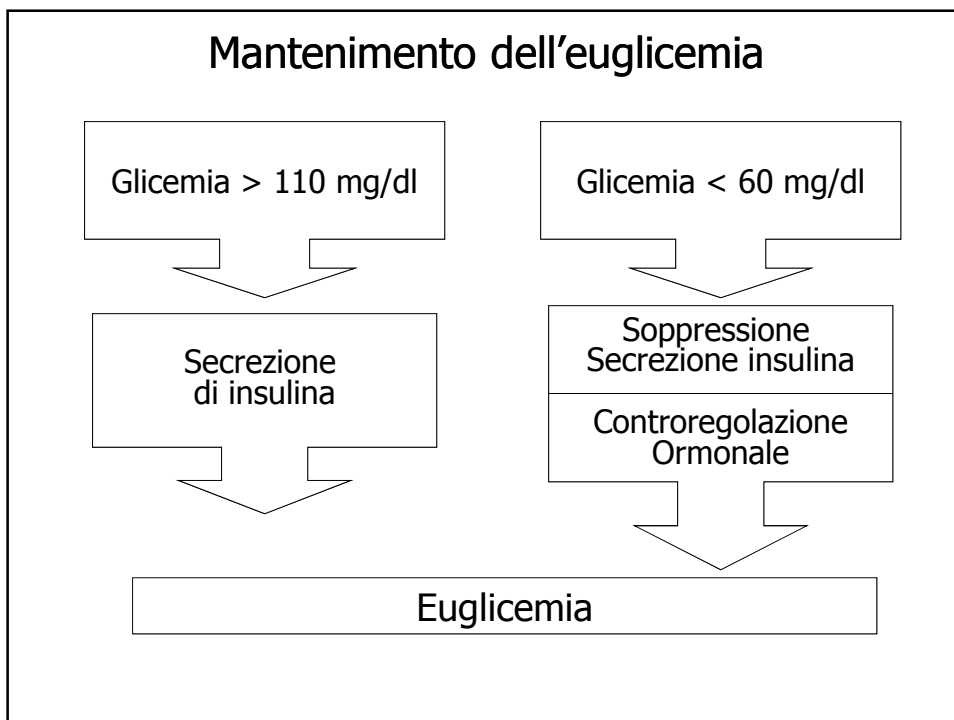 Mantenimento dell’euglicemia
Glicemia > 110 mg/dl
Glicemia < 60 mg/dl
Secrezione
di insulina
Soppressione
Secrezione insulina
Controregolazione
Ormonale
Euglicemia